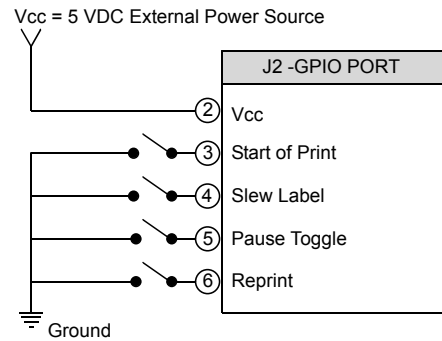 Vcc = 5 VDC External Power Source
J2 -GPIO PORT
2 Vcc
3 Start of Print
4 Slew Label
5 Pause Toggle
6 Reprint
Ground